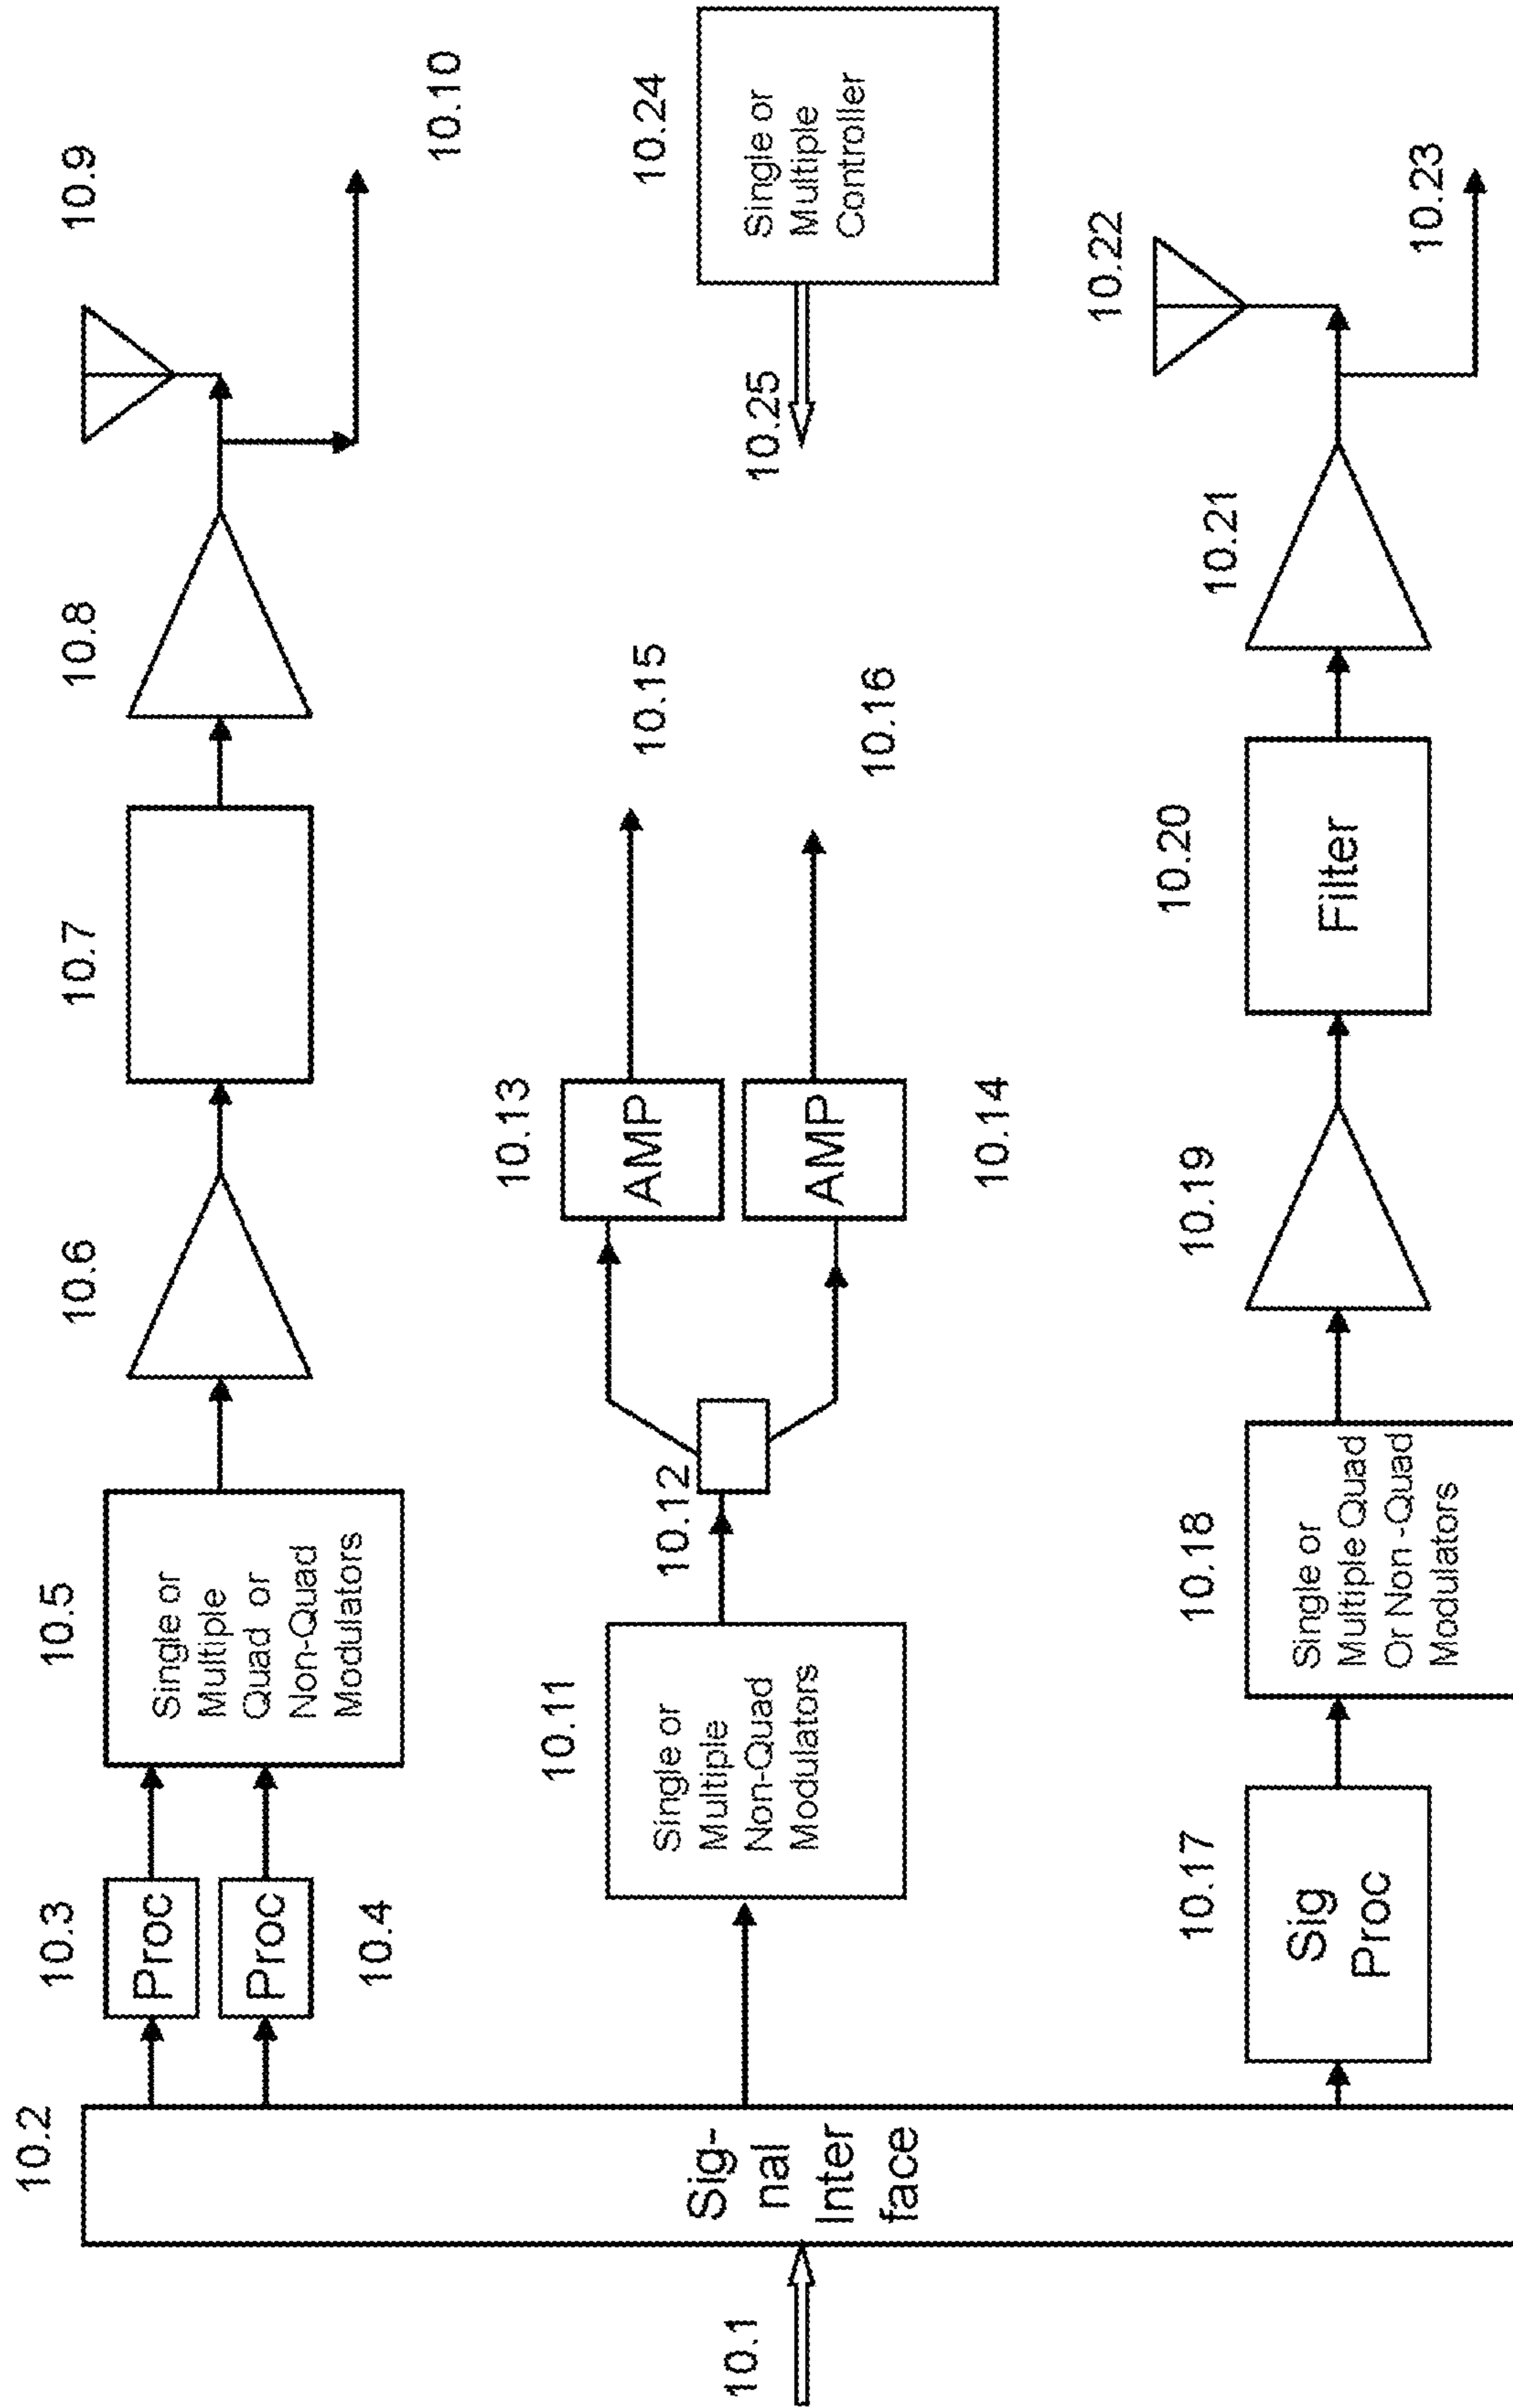 10.1
10.2
Sig-
nal
Inter
face
10.3
Proc
Proc
10.4
10.5
Single or
Multiple
Quad or
Non-Quad
Modulators
10.6
10.7
10.8
10.9
10.10
10.11
Single or
Multiple
Non-Quad
Modulators
10.12
10.13
AMP
AMP
10.14
10.15
10.16
10.24
Single or
Multiple
Controller
10.25
10.17
Sig
Proc
10.18
Single or
Multiple Quad
Or Non -Quad
Modulators
10.19
10.20
Filter
10.21
10.22
10.23